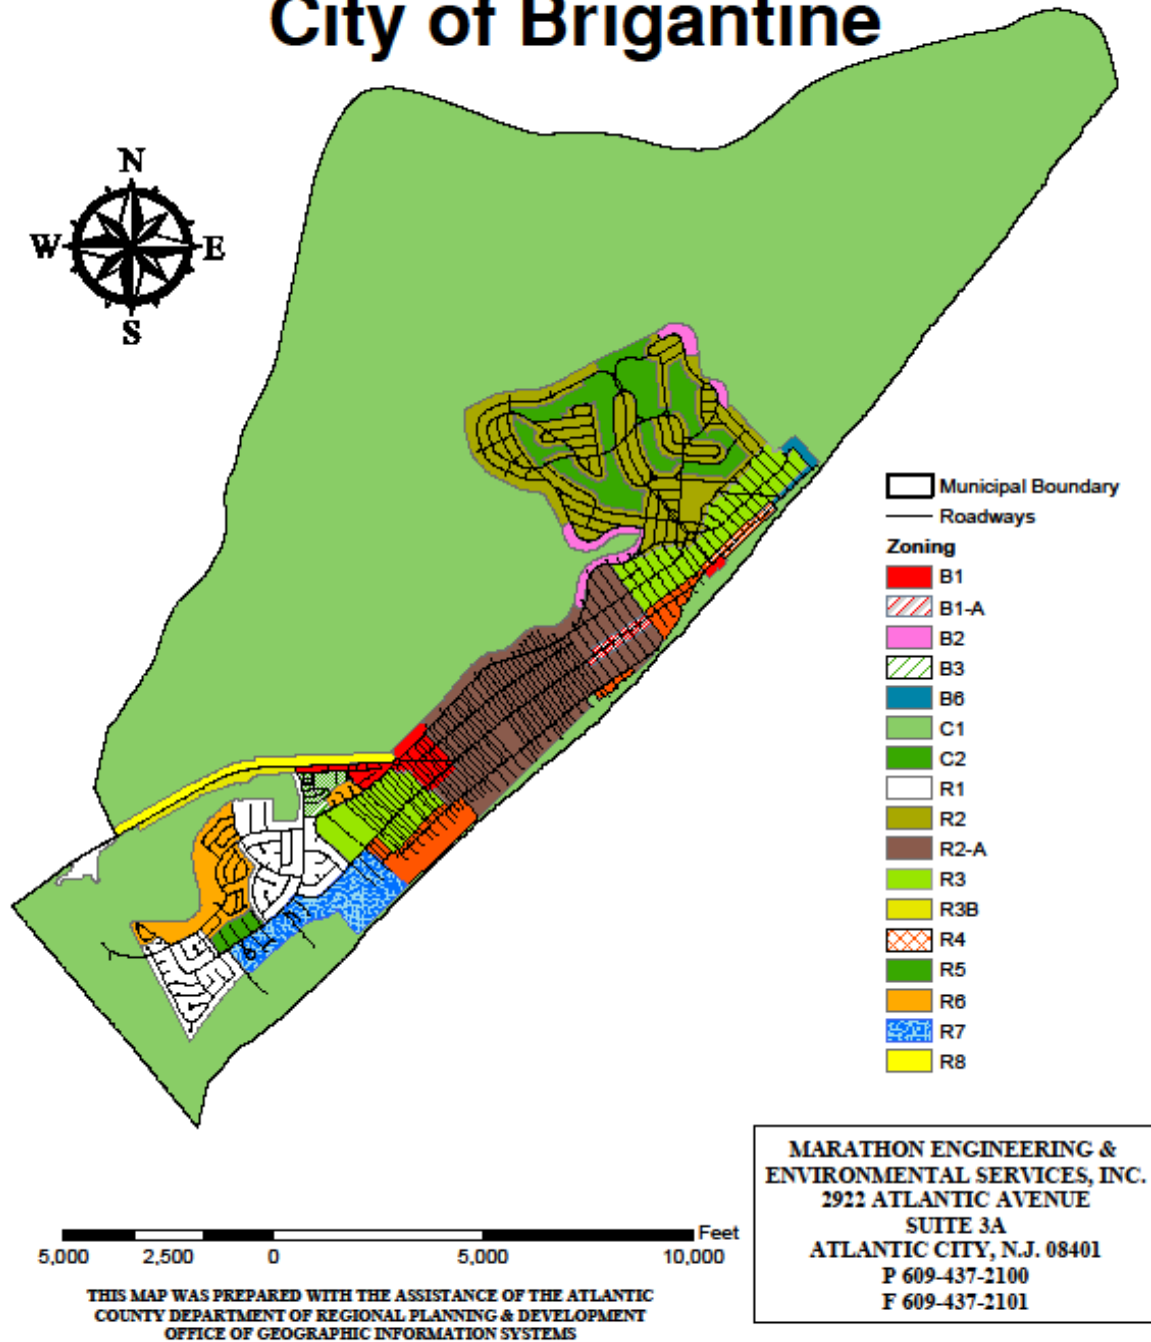 City of Brigantine
N
W E
S
Municipal Boundary
Roadways
Zoning
B1
B1-A
B2
B3
B6
C1
C2
R1
R2
R2-A
R3
R3B
R4
R5
R6
R7
R8
Feet
5,000 2,500 0 5,000 10,000
THIS MAP WAS PREPARED WITH THE ASSISTANCE OF THE ATLANTIC
COUNTY DEPARTMENT OF REGIONAL PLANNING & DEVELOPMENT
OFFICE OF GEOGRAPHIC INFORMATION SYSTEMS
MARATHON ENGINEERING &
ENVIRONMENTAL SERVICES, INC.
2922 ATLANTIC AVENUE
SUITE 3A
ATLANTIC CITY, N.J. 08401
P 609-437-2100
F 609-437-2101